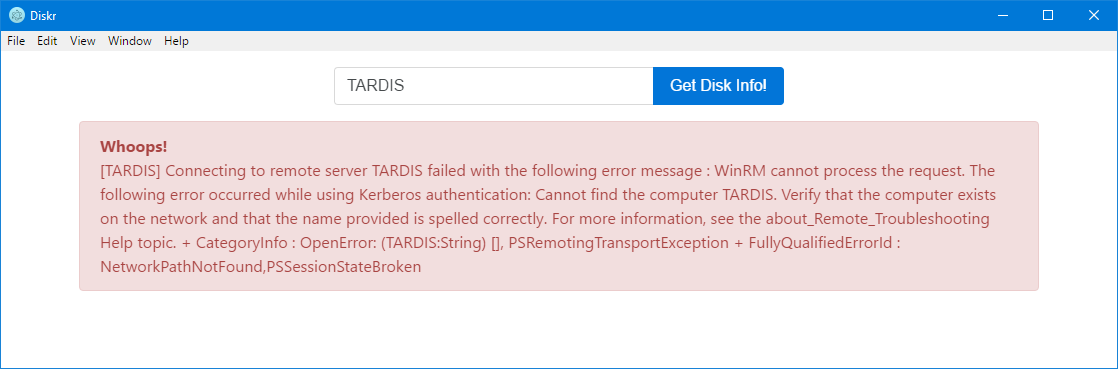 Diskr
File Edit View Window Help
TARDIS Get Disk Info!
Whoops!
[TARDIS] Connecting to remote server TARDIS failed with the following error message : WinRM cannot process the request. The
following error occurred while using Kerberos authentication: Cannot find the computer TARDIS. Verify that the computer exists
on the network and that the name provided is spelled correctly. For more information, see the about_Remote_Troubleshooting
Help topic. + CategoryInfo : OpenError: (TARDIS:String) [], PSRemotingTransportException + FullyQualifiedErrorId :
NetworkPathNotFound,PSSessionStateBroken